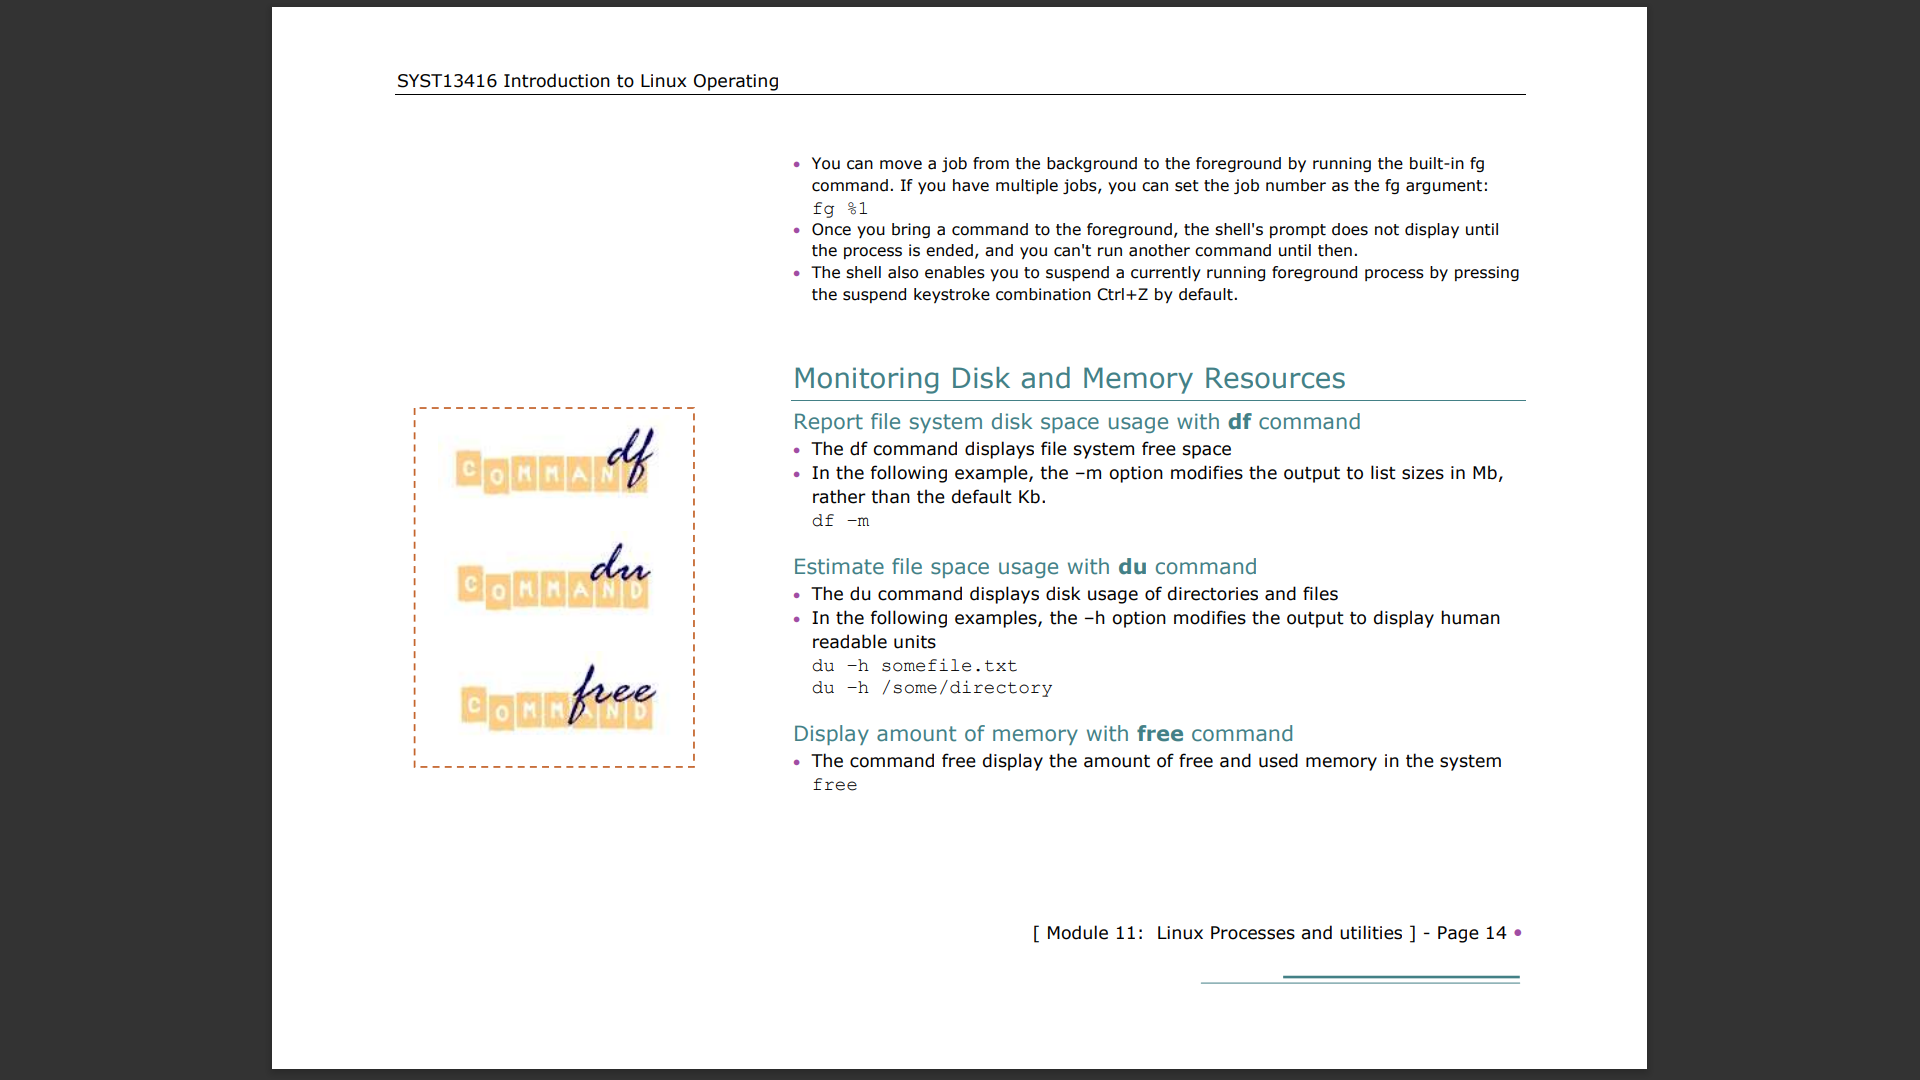 SYST13416 Introduction to Linux Operating
• You can move a job from the background to the foreground by running the built-in fg
command. If you have multiple jobs, you can set the job number as the fg argument:
fg %1
• Once you bring a command to the foreground, the shell's prompt does not display until
the process is ended, and you can't run another command until then.
• The shell also enables you to suspend a currently running foreground process by pressing
the suspend keystroke combination Ctrl+Z by default.
Monitoring Disk and Memory Resources
COMMAND df
COMMAND du
COMMAND free
Report file system disk space usage with df command
• The df command displays file system free space
• In the following example, the –m option modifies the output to list sizes in Mb,
rather than the default Kb.
df –m
Estimate file space usage with du command
• The du command displays disk usage of directories and files
• In the following examples, the –h option modifies the output to display human
readable units
du –h somefile.txt
du –h /some/directory
Display amount of memory with free command
• The command free display the amount of free and used memory in the system
free
[ Module 11:  Linux Processes and utilities ] - Page 14 •